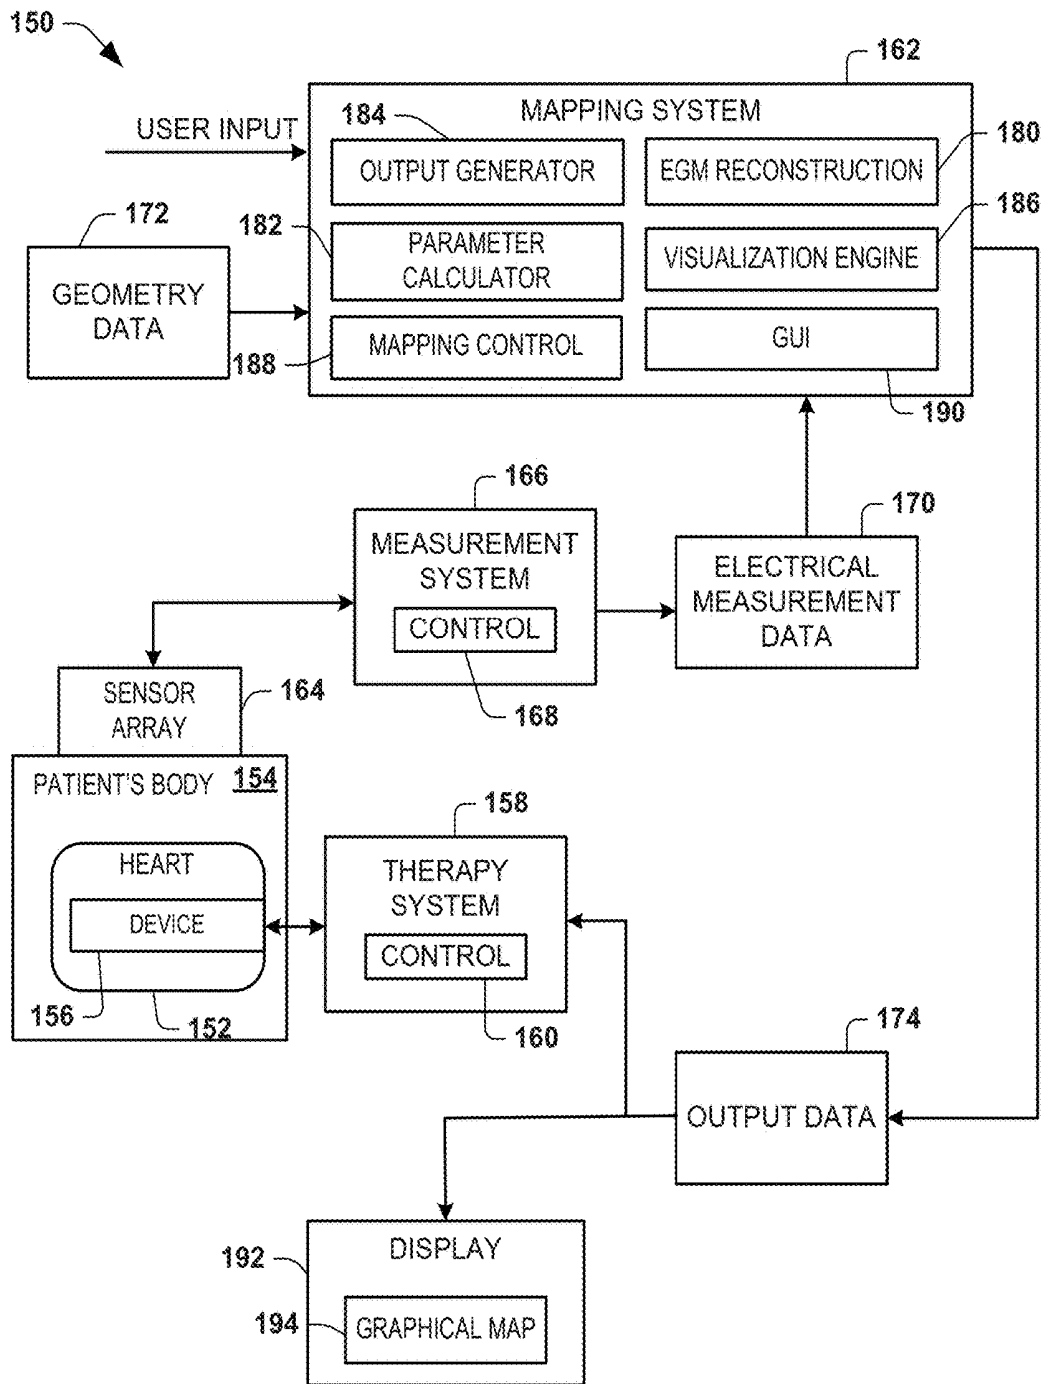 150
162
MAPPING SYSTEM
USER INPUT
184
OUTPUT GENERATOR
EGM RECONSTRUCTION
180
172
GEOMETRY
DATA
182
PARAMETER
CALCULATOR
186
VISUALIZATION ENGINE
188
MAPPING CONTROL
GUI
190
166
MEASUREMENT
SYSTEM
CONTROL
168
170
ELECTRICAL
MEASUREMENT
DATA
SENSOR
ARRAY
164
PATIENT'S BODY
154
HEART
DEVICE
156
152
158
THERAPY
SYSTEM
CONTROL
160
174
OUTPUT DATA
192
DISPLAY
194
GRAPHICAL MAP